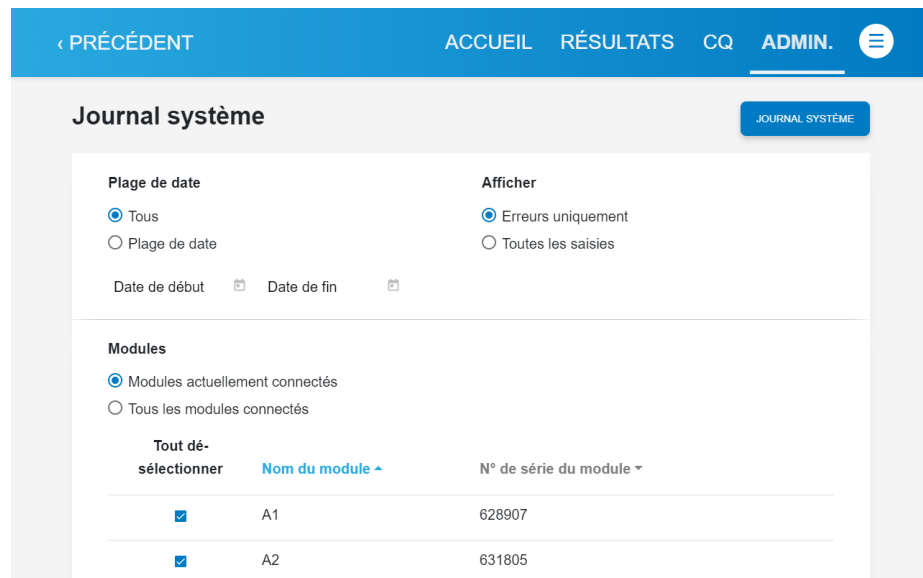 ‹ PRÉCÉDENT
ACCUEIL RÉSULTATS CQ ADMIN.
Journal système
JOURNAL SYSTÈME
Plage de date
Tous
Plage de date
Date de début Date de fin
Afficher
Erreurs uniquement
Toutes les saisies
Modules
Modules actuellement connectés
Tous les modules connectés
Tout dé-
sélectionner Nom du module N° de série du module
A1 628907
A2 631805